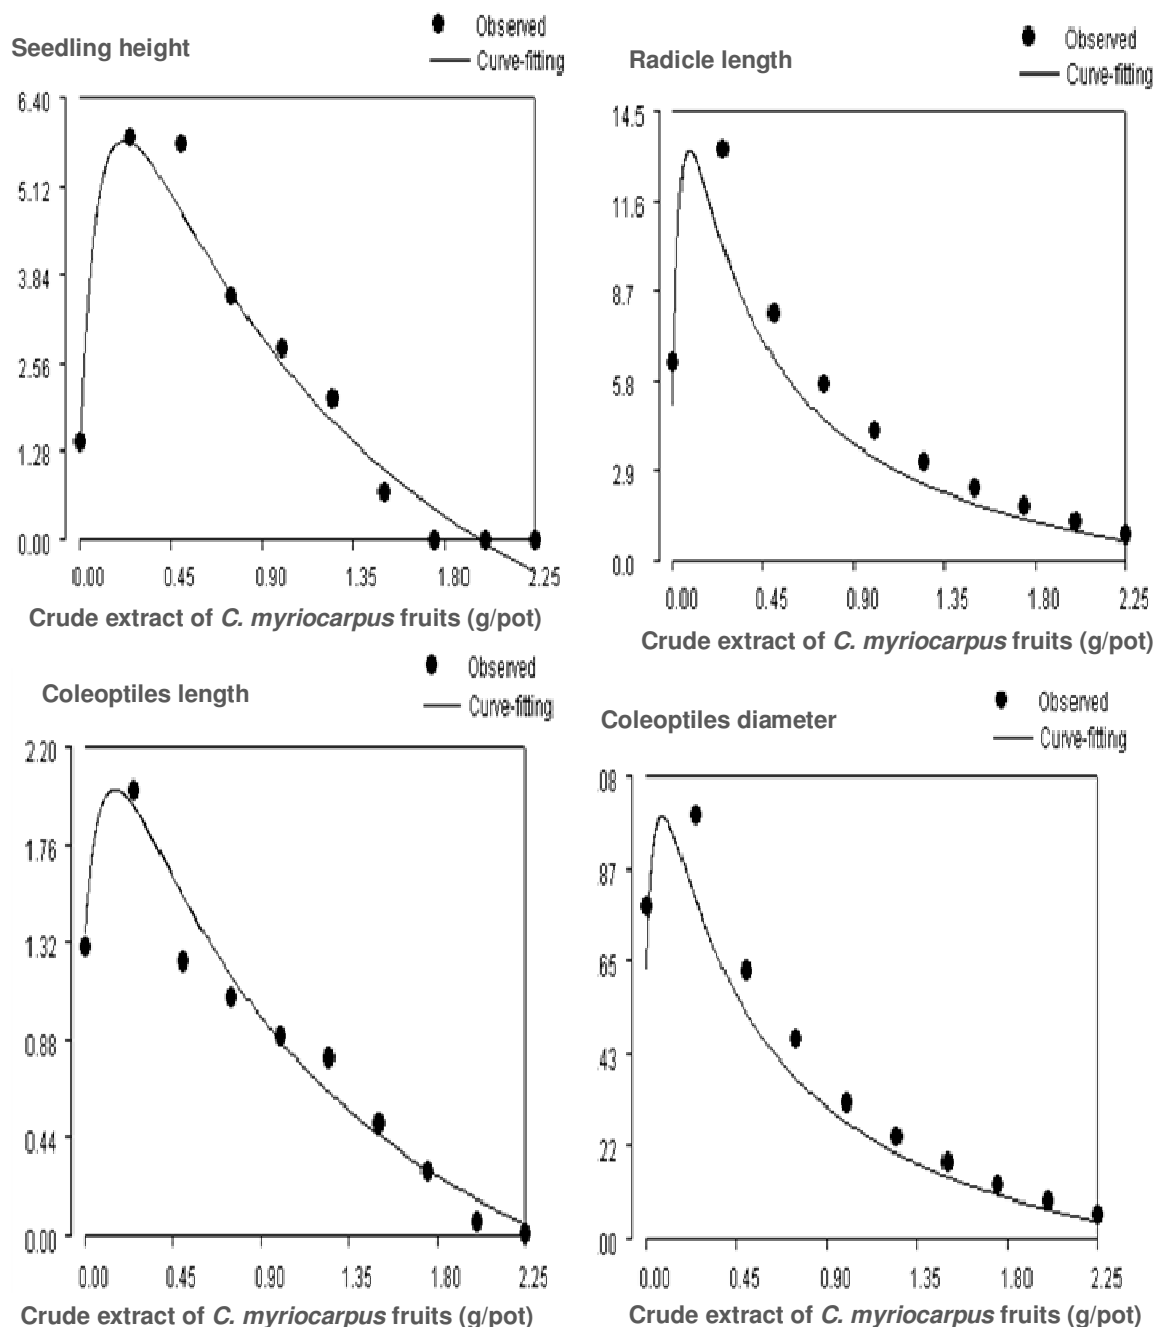 Seedling height
Observed
Curve-fitting
6.40
5.12
3.84
2.56
1.28
0.00
0.00 0.45 0.90 1.35 1.80 2.25
Crude extract of C. myriocarpus fruits (g/pot)
Radicle length
Observed
Curve-fitting
14.5
11.6
8.7
5.8
2.9
0.0
0.00 0.45 0.90 1.35 1.80 2.25
Crude extract of C. myriocarpus fruits (g/pot)
Coleoptiles length
Observed
Curve-fitting
2.20
1.76
1.32
0.88
0.44
0.00
0.00 0.45 0.90 1.35 1.80 2.25
Crude extract of C. myriocarpus fruits (g/pot)
Coleoptiles diameter
Observed
Curve-fitting
.08
.87
.65
.43
.22
.00
0.00 0.45 0.90 1.35 1.80 2.25
Crude extract of C. myriocarpus fruits (g/pot)